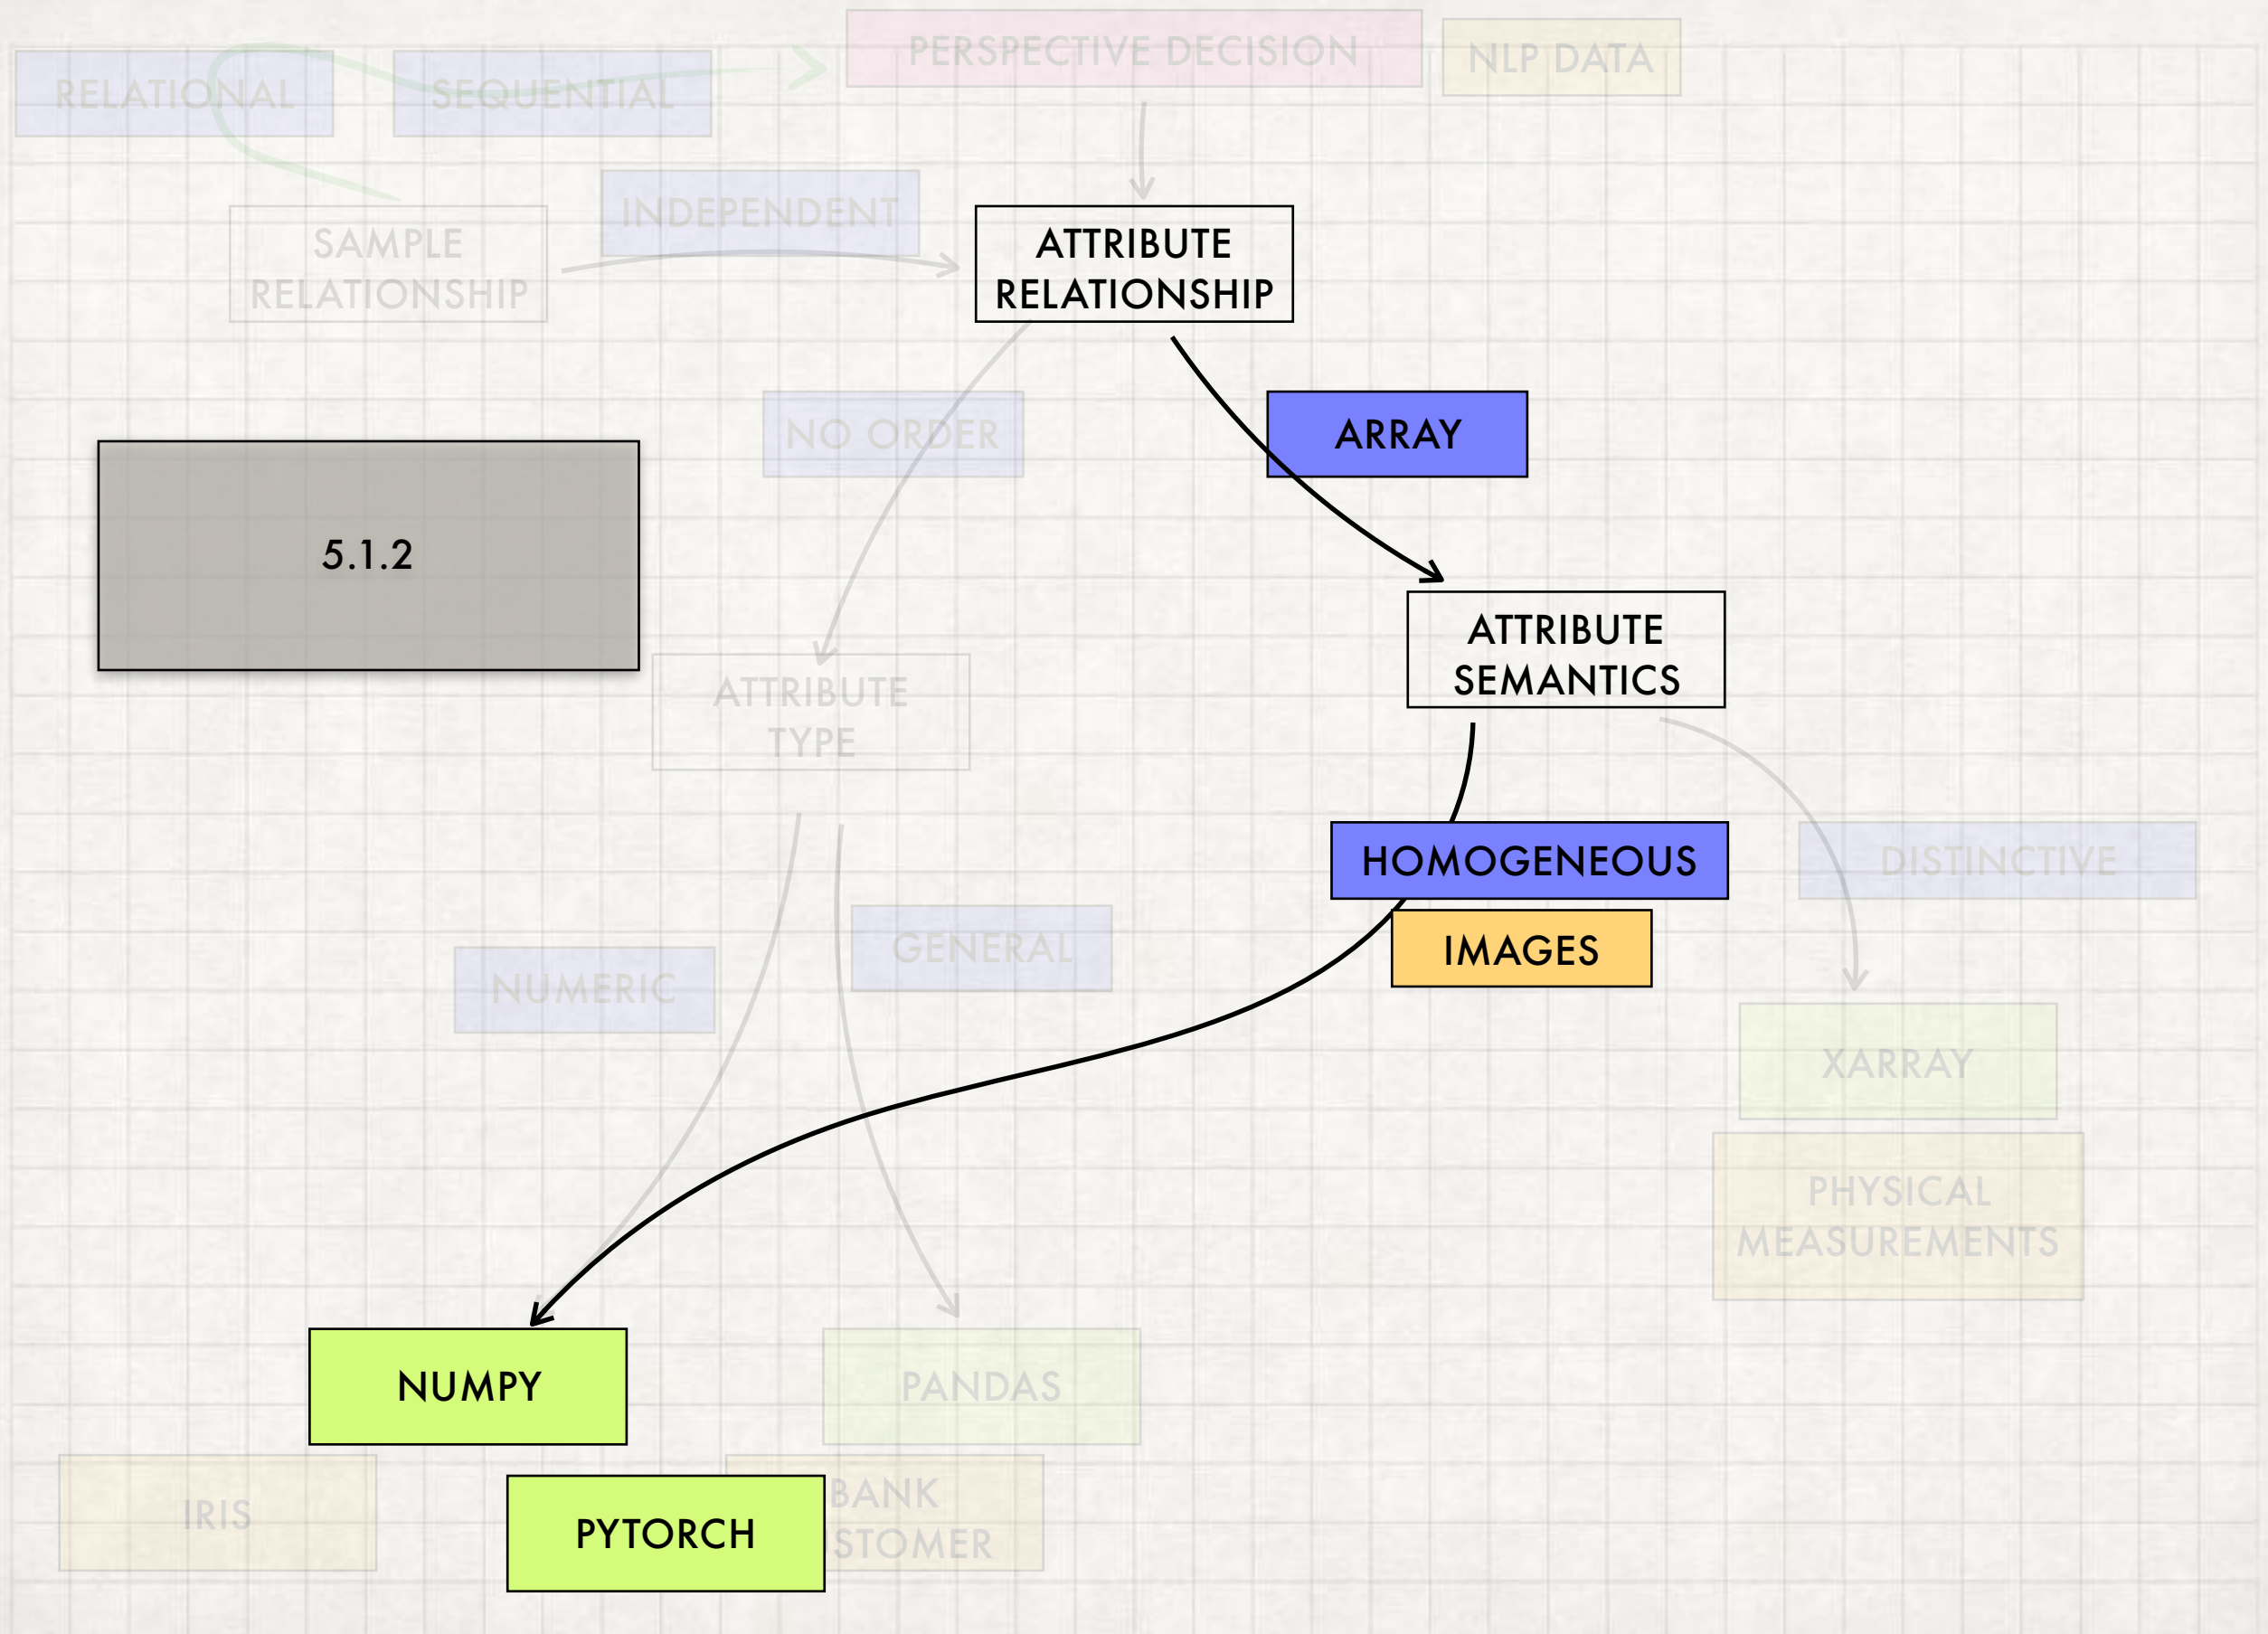 PERSPECTIVE DECISION
NLP DATA
RELATIONAL
SEQUENTIAL
INDEPENDENT
SAMPLE
RELATIONSHIP
ATTRIBUTE
RELATIONSHIP
NO ORDER
ARRAY
5.1.2
ATTRIBUTE
SEMANTICS
ATTRIBUTE
TYPE
HOMOGENEOUS
DISTINCTIVE
IMAGES
GENERAL
NUMERIC
XARRAY
PHYSICAL
MEASUREMENTS
NUMPY
PANDAS
IRIS
BANK
STOMER
PYTORCH